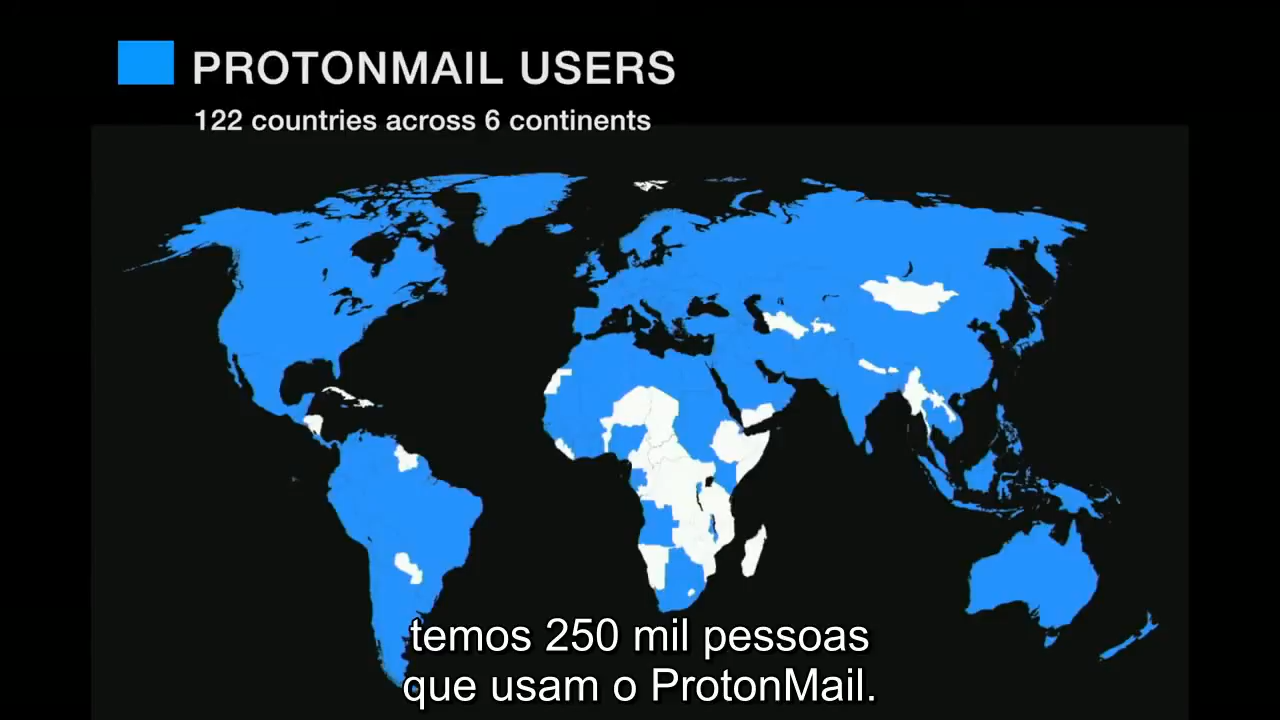 PROTONMAIL USERS
122 countries across 6 continents
temos 250 mil pessoas
que usam o ProtonMail.